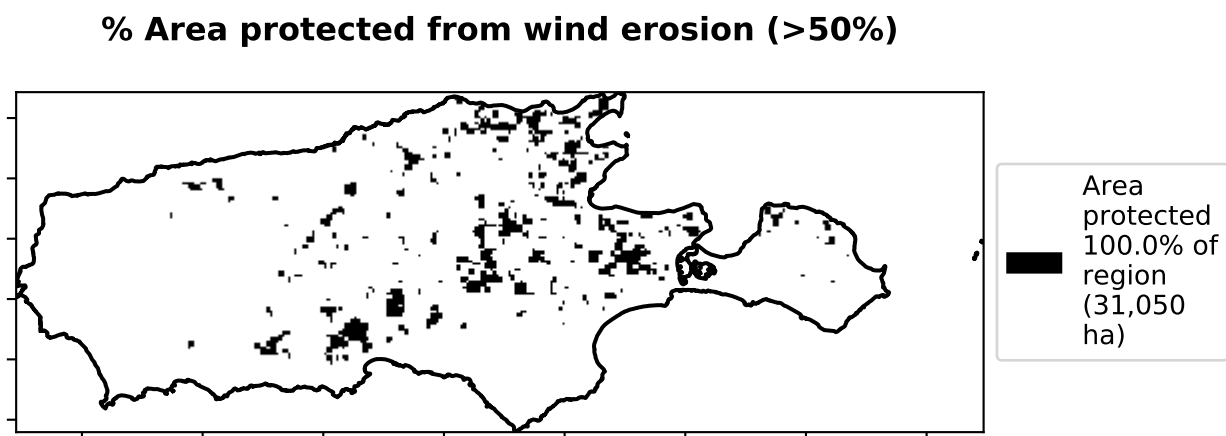 % Area protected from wind erosion (>50%)
Area
protected
100.0% of
region
(31,050
ha)